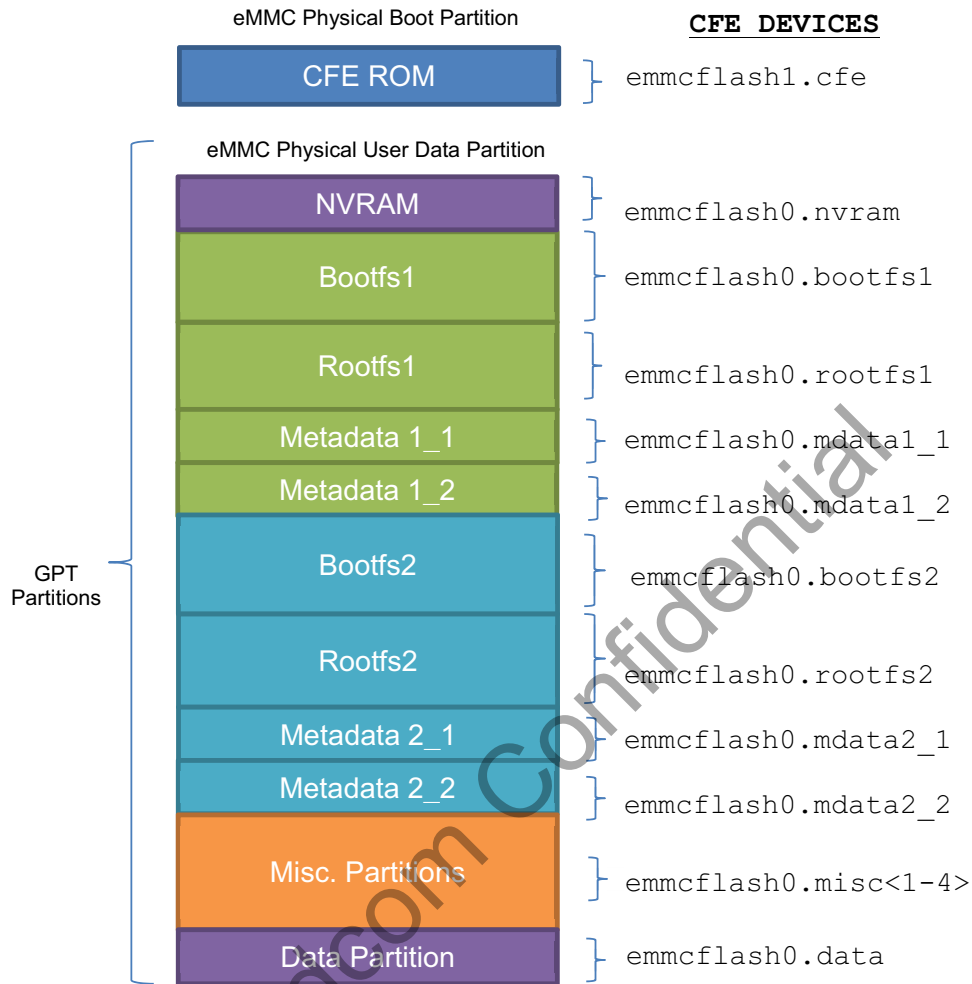 eMMC Physical Boot Partition
CFE DEVICES
CFE ROM
emmcflash1.cfe
eMMC Physical User Data Partition
NVRAM
emmcflash0.nvram
Bootfs1
emmcflash0.bootfs1
Rootfs1
emmcflash0.rootfs1
Metadata 1_1
emmcflash0.mdata1_1
Metadata 1_2
emmcflash0.mdata1_2
GPT
Partitions
Bootfs2
emmcflash0.bootfs2
Rootfs2
emmcflash0.rootfs2
Metadata 2_1
emmcflash0.mdata2_1
Metadata 2_2
emmcflash0.mdata2_2
Misc. Partitions
emmcflash0.misc<1-4>
Data Partition
emmcflash0.data
dcom Confidential